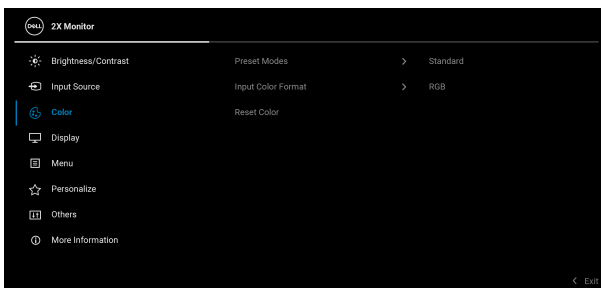 DELL 2X Monitor
Brightness/Contrast Preset Modes > Standard
Input Source Input Color Format > RGB
Color Reset Color
Display
Menu
Personalize
Others
More Information
< Exit